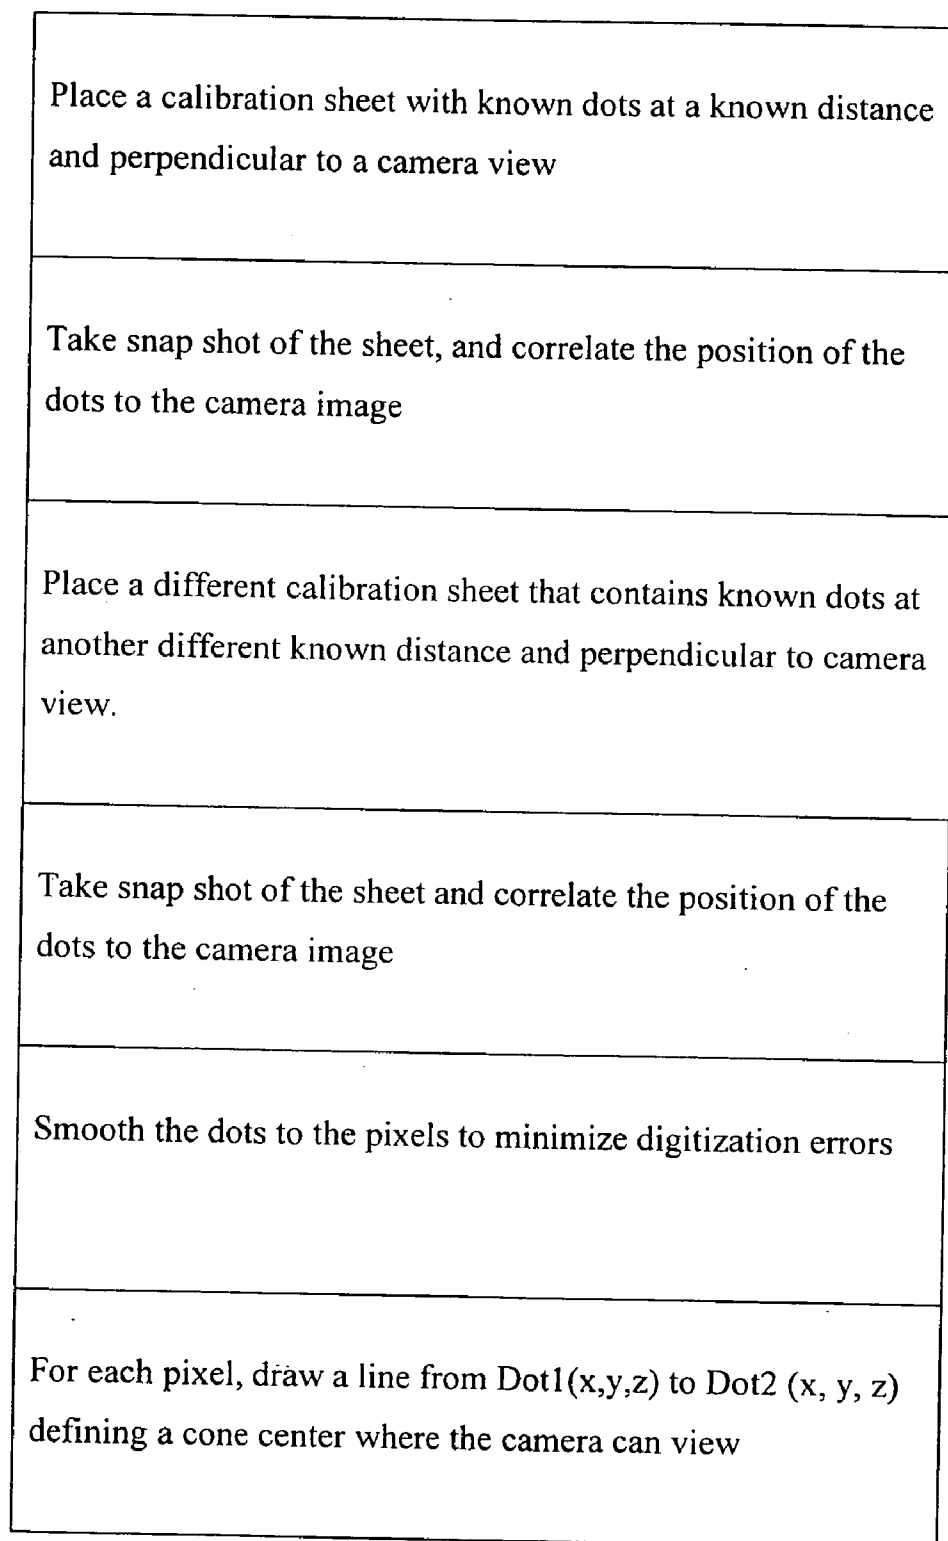 Place a calibration sheet with known dots at a known distance
and perpendicular to a camera view
Take snap shot of the sheet, and correlate the position of the
dots to the camera image
Place a different calibration sheet that contains known dots at
another different known distance and perpendicular to camera
view.
Take snap shot of the sheet and correlate the position of the
dots to the camera image
Smooth the dots to the pixels to minimize digitization errors
For each pixel, draw a line from Dot1(x,y,z) to Dot2 (x, y, z)
defining a cone center where the camera can view